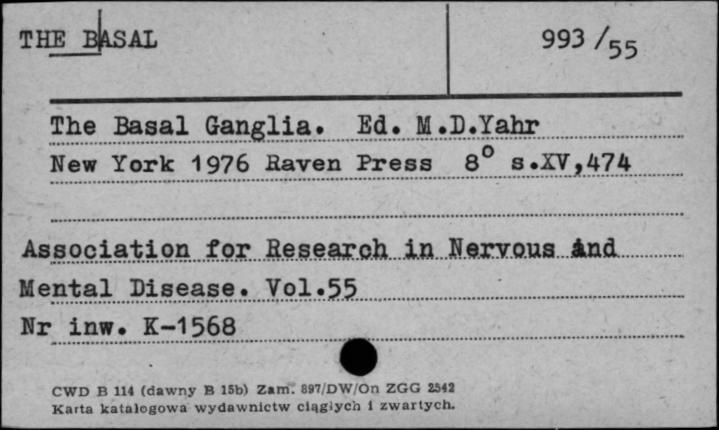 THE BASAL 993/55
The Basal Ganglia. Ed. M.D.Yahr
New York 1976 Raven Press 8° s.XV,474
Association for Research in Nervous and
Mental Disease. Vol.55
Nr inw. K-1568
CWD B 114 (dawny B 15b) Zam. 897/DW/On ZGG 2542
Karta katalogowa wydawnictw ciągłych i zwartych.